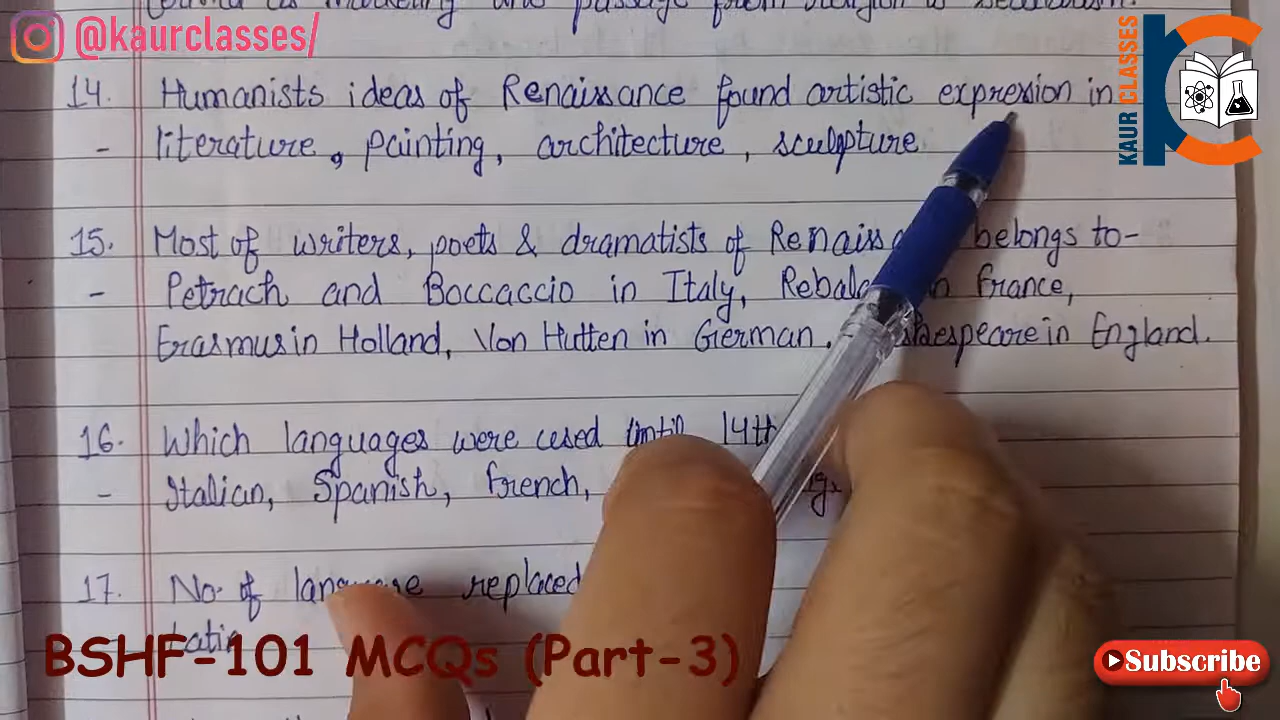 @kaurclasses/
14. Humanists ideas of Renaissance found artistic expression in
- literature, painting, architecture, sculpture
15. Most of writers, poets & dramatists of Renaiss belongs to-
- Petrach and Boccaccio in Italy, in france,
Erasmus in Holland, Von Hutten in German, in England.
16. Which languages were used until 14th
- Italian, Spanish, french,
17. No. of replaced
KAUR CLASSES
BSHF-101 MCQs (Part-3)
Subscribe